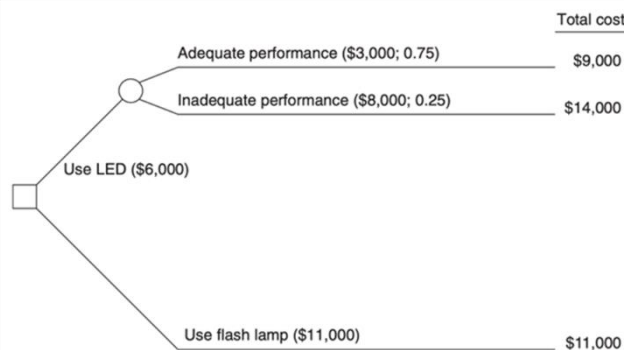 Total cost
Adequate performance ($3,000; 0.75)
$9,000
Inadequate performance ($8,000; 0.25)
$14,000
Use LED ($6,000)
Use flash lamp ($11,000)
$11,000